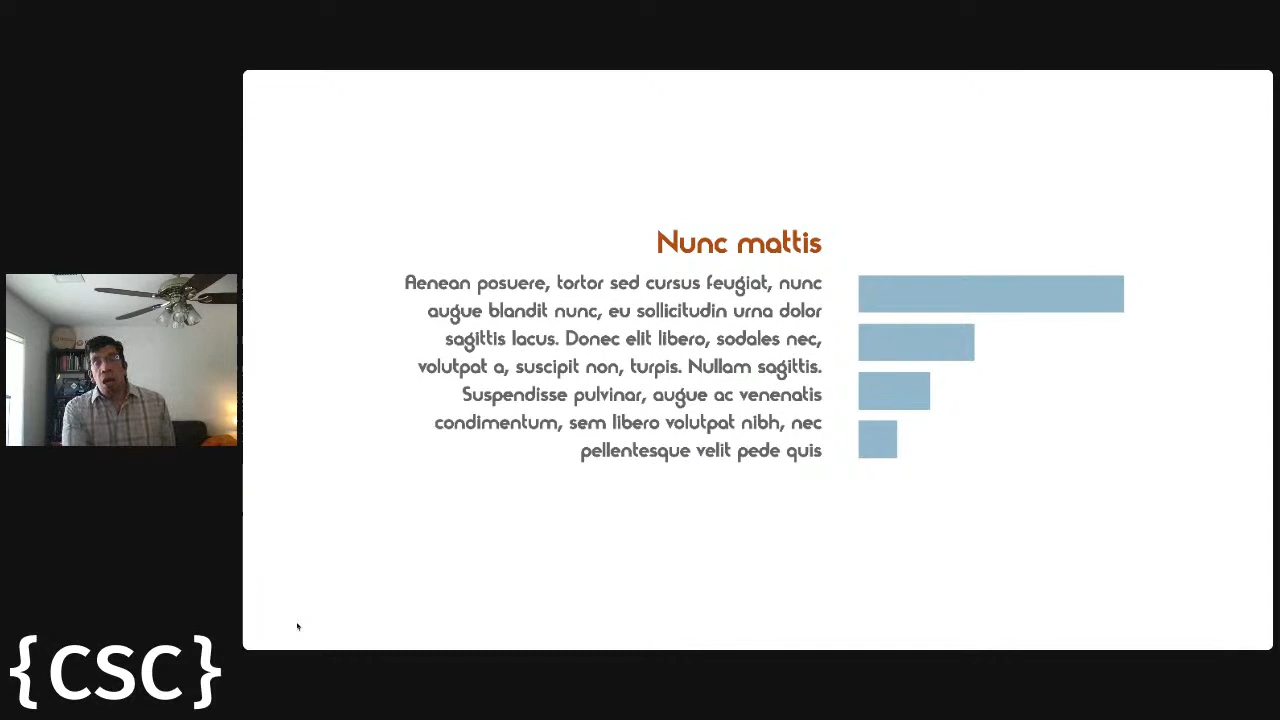 Nunc mattis
Aenean posuere, tortor sed cursus feugiat, nunc
augue blandit nunc, eu sollicitudin urna dolor
sagittis lacus. Donec elit libero, sodales nec,
volutpat a, suscipit non, turpis. Nullam sagittis.
Suspendisse pulvinar, augue ac venenatis
condimentum, sem libero volutpat nibh, nec
pellentesque velit pede quis
{CSC}